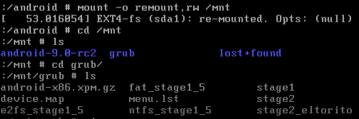 :/android # mount -o remount,rw /mnt
[   53.016054] EXT4-fs (sda1): re-mounted. Opts: (null)
:/android # cd /mnt
:/mnt # ls
android-9.0-rc2  grub  lost+found
:/mnt # cd grub/
:/mnt/grub # ls
android-x86.xpm.gz  fat_stage1_5  stage1
device.map  menu.lst  stage2
e2fs_stage1_5  ntfs_stage1_5  stage2_eltorito